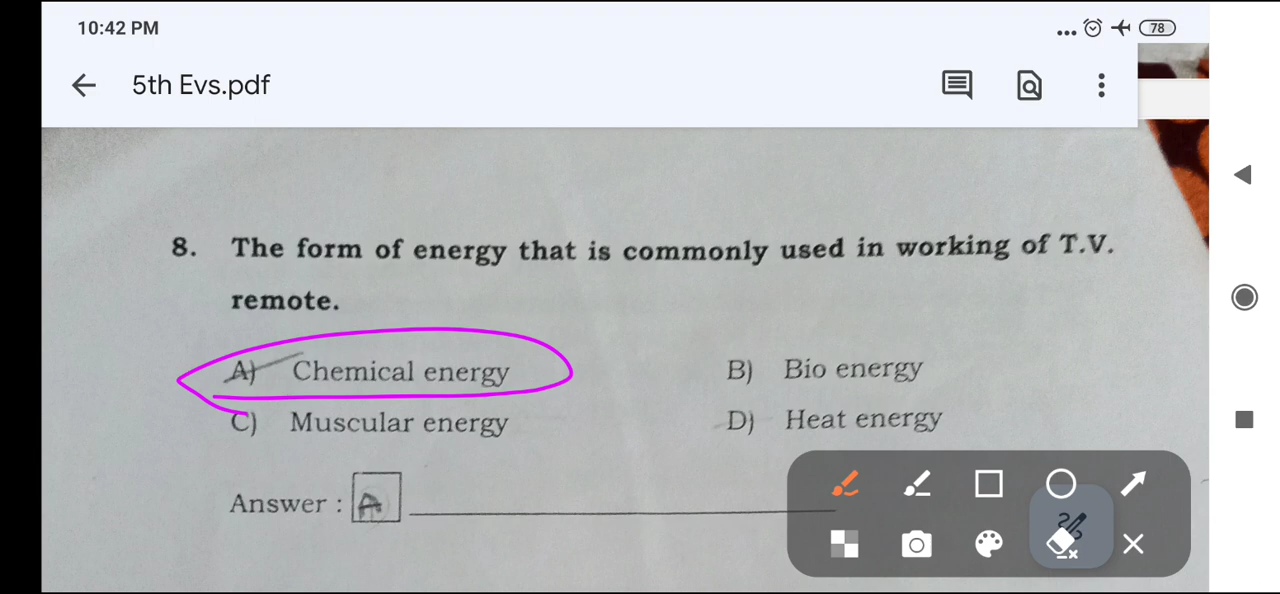 10:42 PM
78
5th Evs.pdf
8. The form of energy that is commonly used in working of T.V.
remote.
A) Chemical energy B) Bio energy
C) Muscular energy D) Heat energy
Answer : A